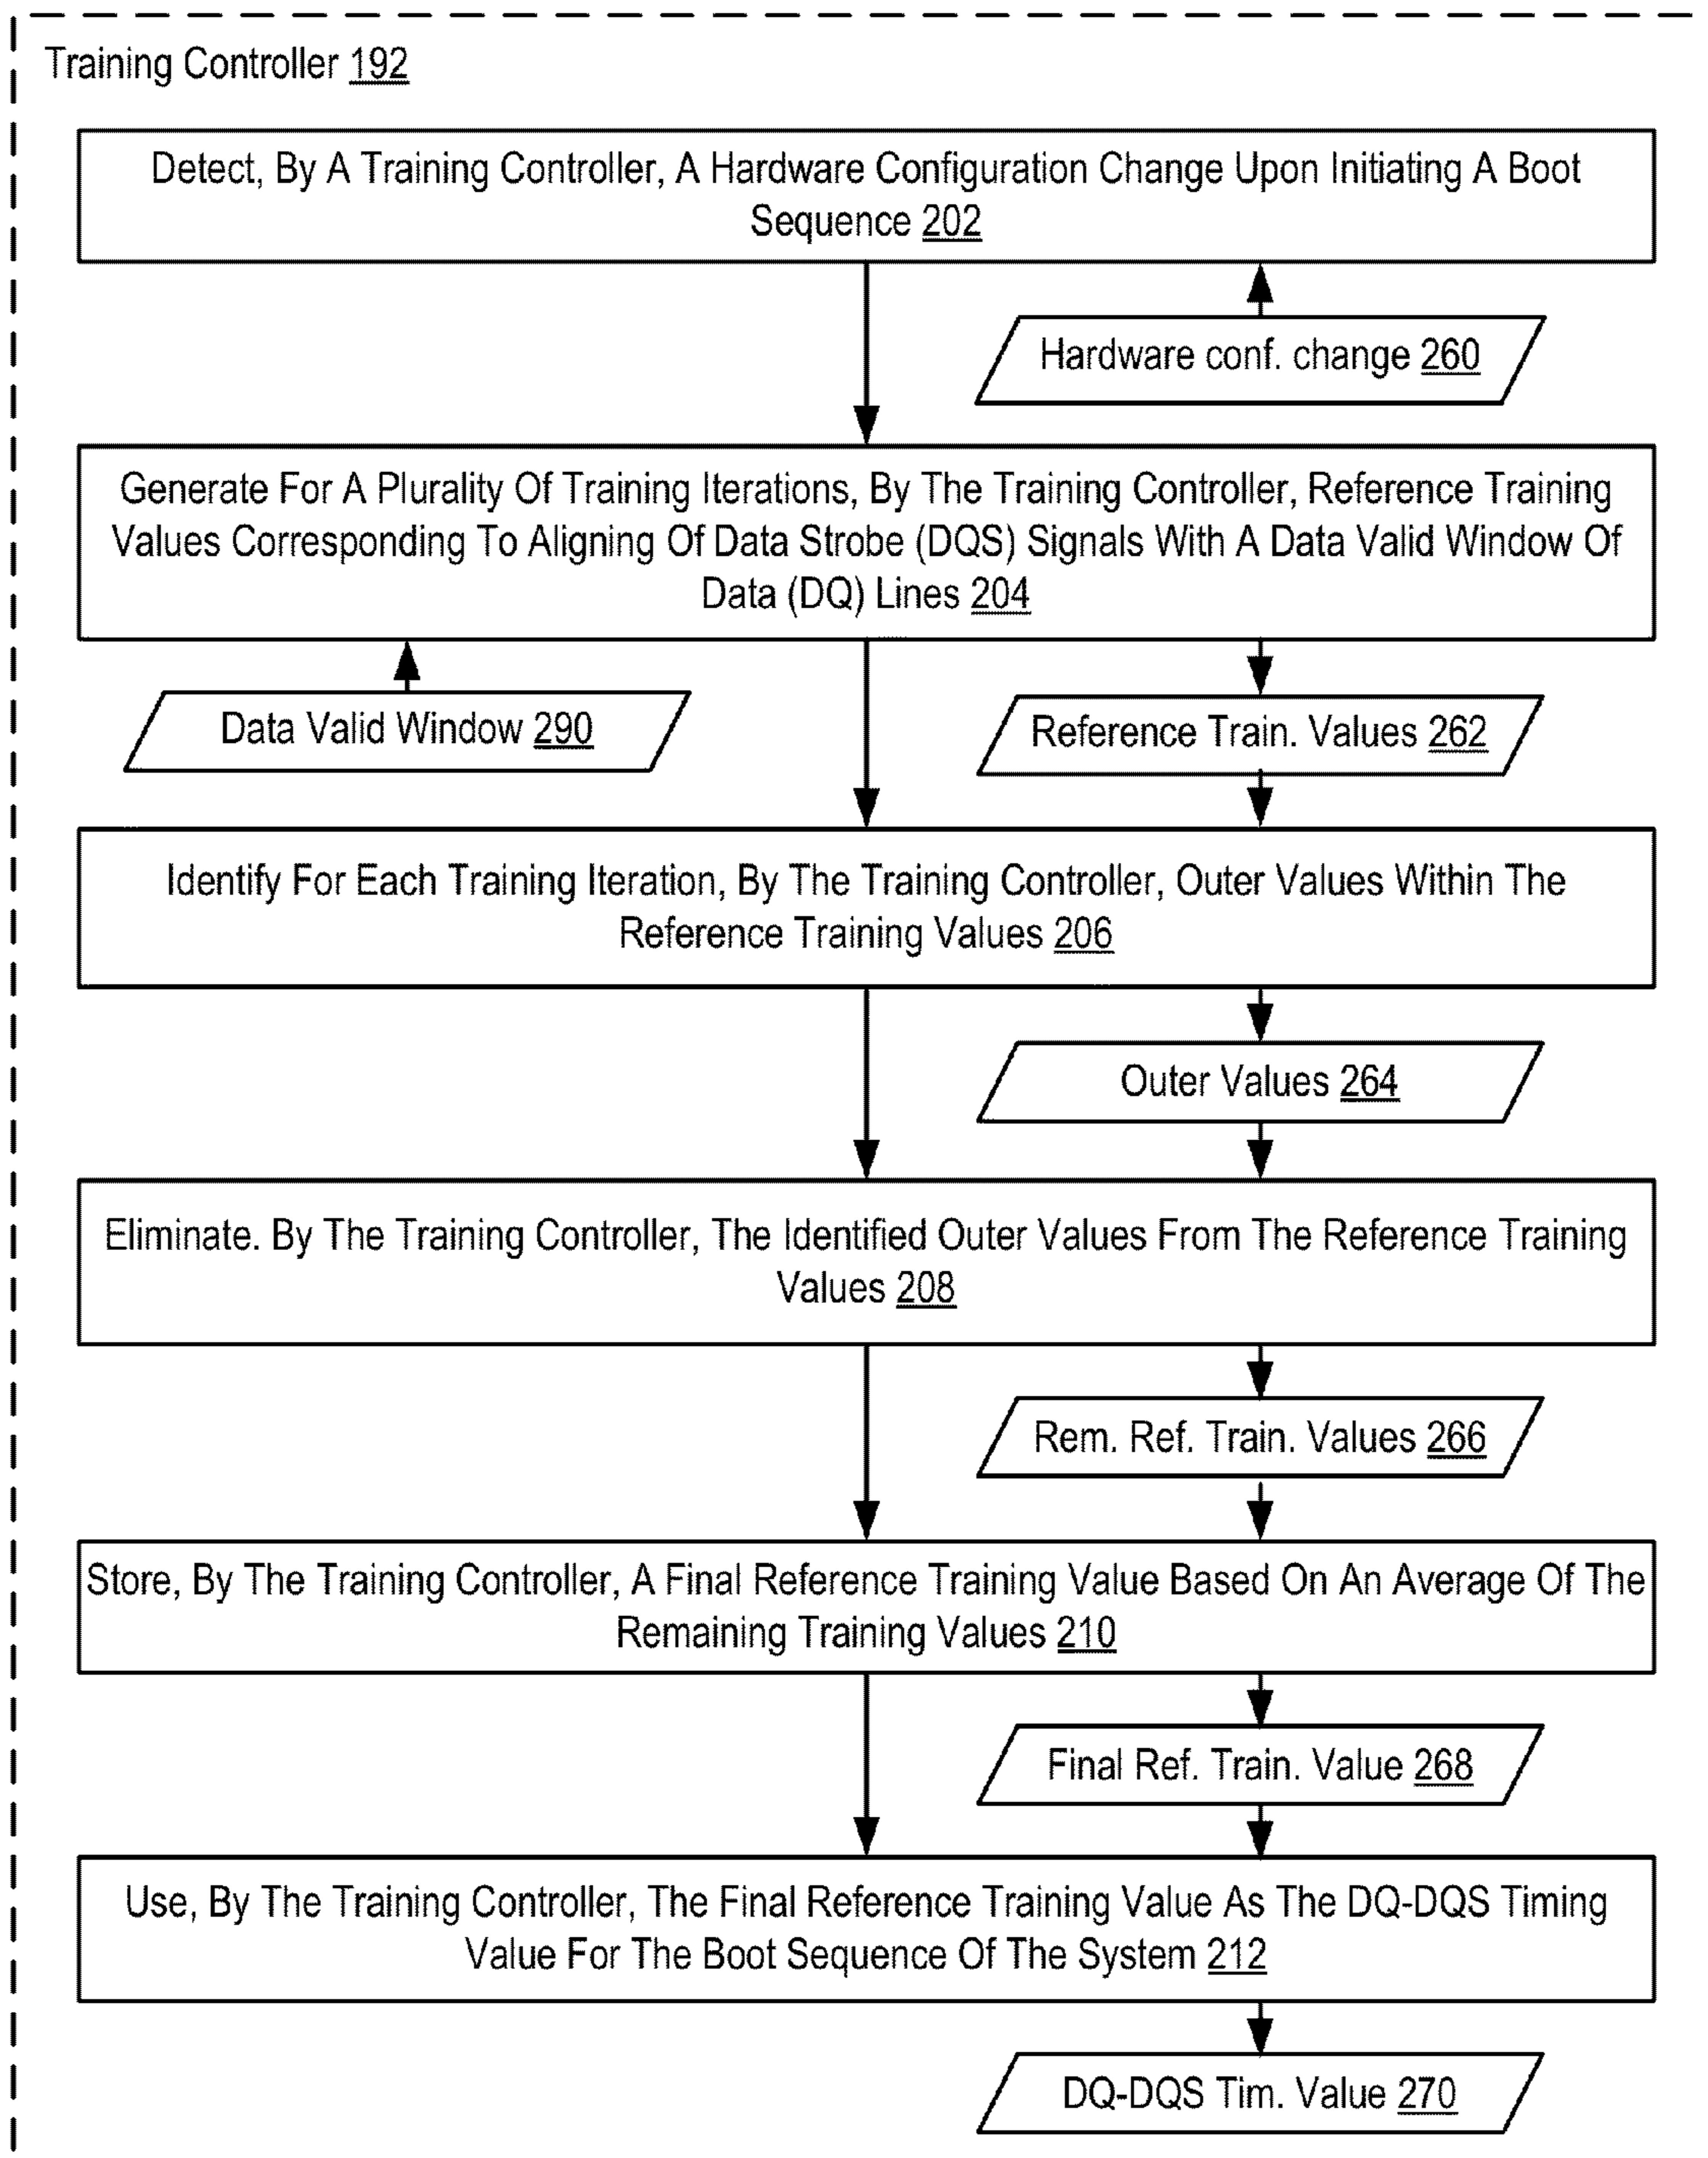 Training Controller 192
Detect, By A Training Controller, A Hardware Configuration Change Upon Initiating A Boot
Sequence 202
Hardware conf. change 260
Generate For A Plurality Of Training Iterations, By The Training Controller, Reference Training
Values Corresponding To Aligning Of Data Strobe (DQS) Signals With A Data Valid Window Of
Data (DQ) Lines 204
Data Valid Window 290
Reference Train. Values 262
Identify For Each Training Iteration, By The Training Controller, Outer Values Within The
Reference Training Values 206
Outer Values 264
Eliminate. By The Training Controller, The Identified Outer Values From The Reference Training
Values 208
Rem. Ref. Train. Values 266
Store, By The Training Controller, A Final Reference Training Value Based On An Average Of The
Remaining Training Values 210
Final Ref. Train. Value 268
Use, By The Training Controller, The Final Reference Training Value As The DQ-DQS Timing
Value For The Boot Sequence Of The System 212
DQ-DQS Tim. Value 270